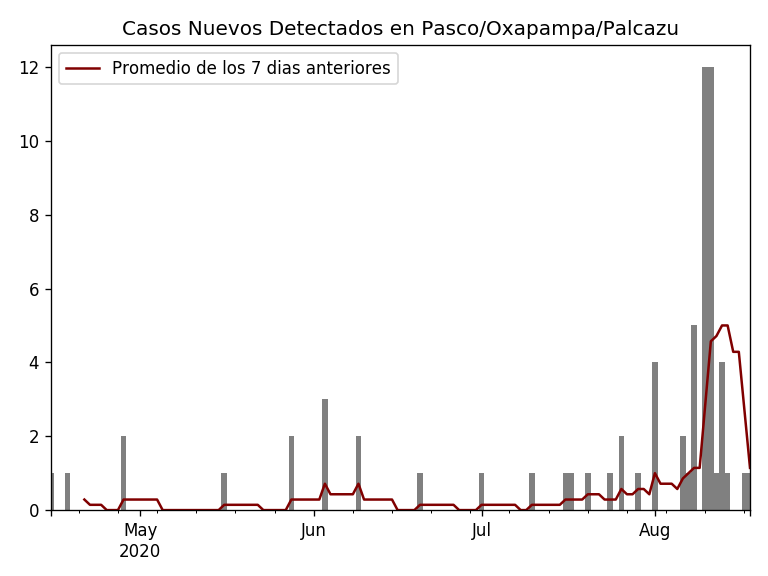 Casos Nuevos Detectados en Pasco/Oxapampa/Palcazu
Promedio de los 7 dias anteriores
12
10
8
6
4
2
0
May
2020
Jun
Jul
Aug